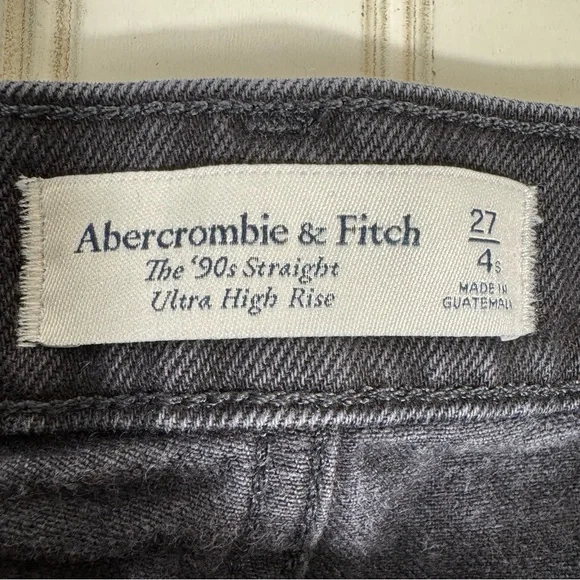 Abercrombie & Fitch
The '90s Straight
Ultra High Rise
27
4s
MADE IN
GUATEMALA